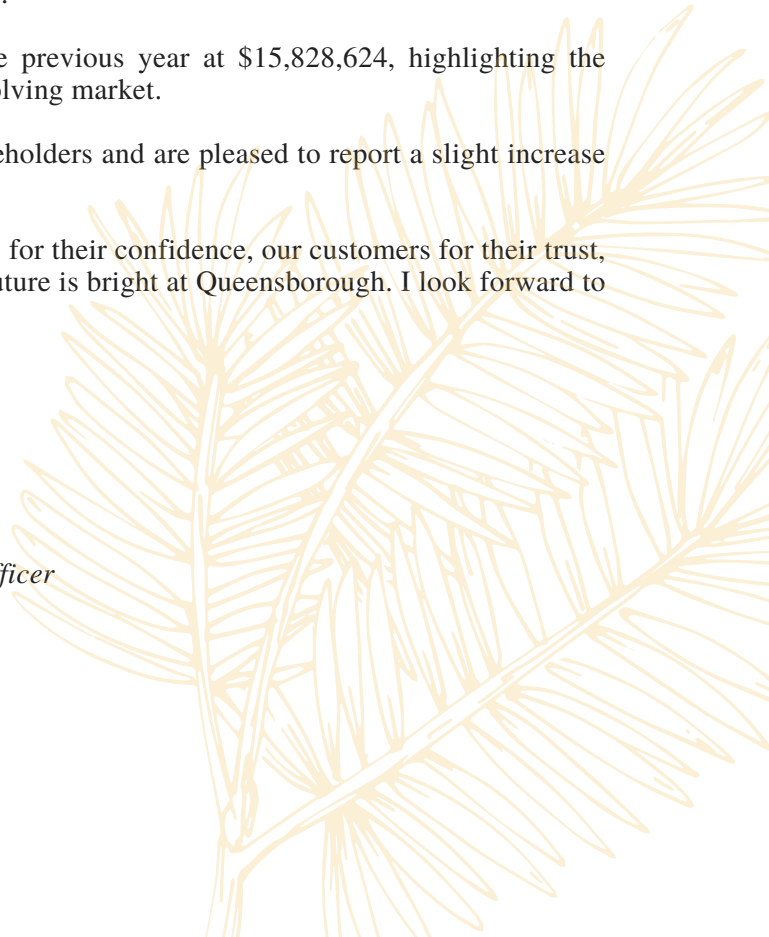 .
e previous year at $15,828,624, highlighting the
olving market.
eholders and are pleased to report a slight increase
for their confidence, our customers for their trust,
uture is bright at Queensborough. I look forward to
fficer